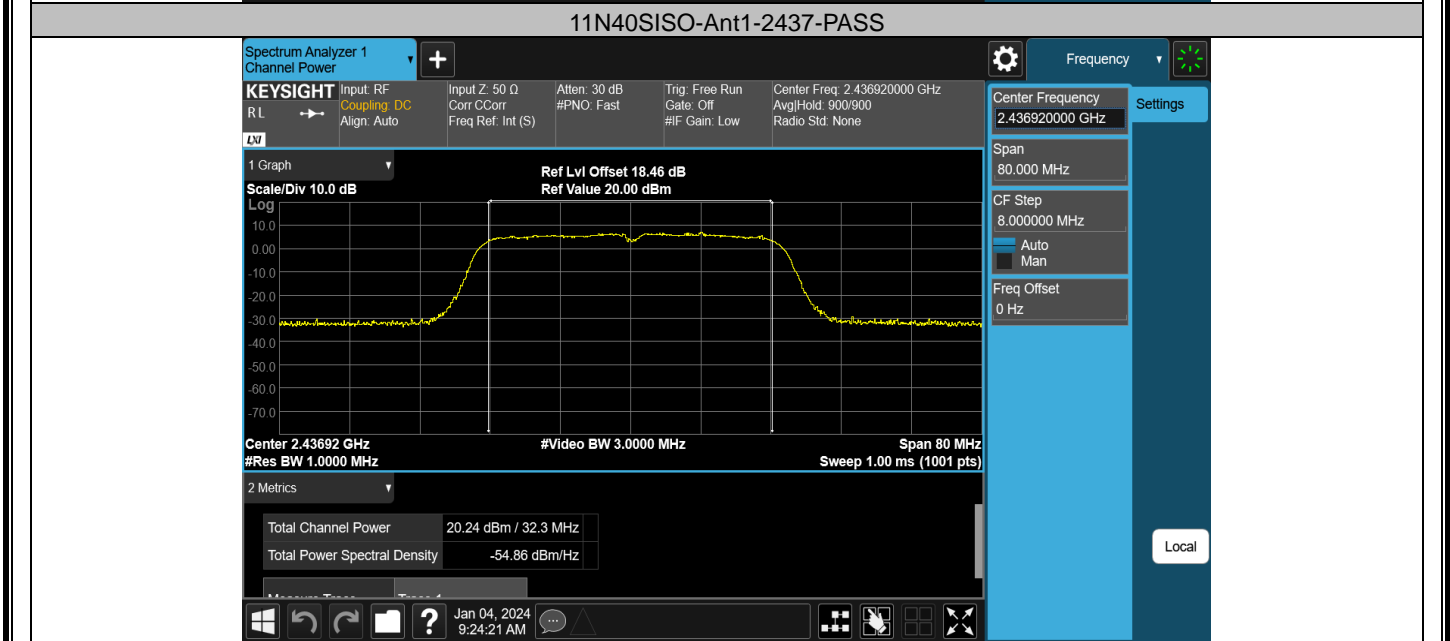 11N40SISO-Ant1-2437-PASS
Spectrum Analyzer 1
Channel Power
+
Frequency
KEYSIGHT
R L
LXI
Input: RF
Coupling: DC
Align: Auto
Input Z: 50 Ω
Corr CCorr
Freq Ref: Int (S)
Atten: 30 dB
#PNO: Fast
Trig: Free Run
Gate: Off
#IF Gain: Low
Center Freq: 2.436920000 GHz
Avg|Hold: 900/900
Radio Std: None
Center Frequency
2.436920000 GHz
Settings
Span
80.000 MHz
CF Step
8.000000 MHz
Auto
Man
Freq Offset
0 Hz
1 Graph
Scale/Div 10.0 dB
Ref Lvl Offset 18.46 dB
Ref Value 20.00 dBm
Log
10.0
0.00
-10.0
-20.0
-30.0
-40.0
-50.0
-60.0
-70.0
Center 2.43692 GHz
#Video BW 3.0000 MHz
Span 80 MHz
#Res BW 1.0000 MHz
Sweep 1.00 ms (1001 pts)
2 Metrics
Total Channel Power 20.24 dBm / 32.3 MHz
Total Power Spectral Density -54.86 dBm/Hz
Measure Trace Trace 1
Local
?
Jan 04, 2024
9:24:21 AM